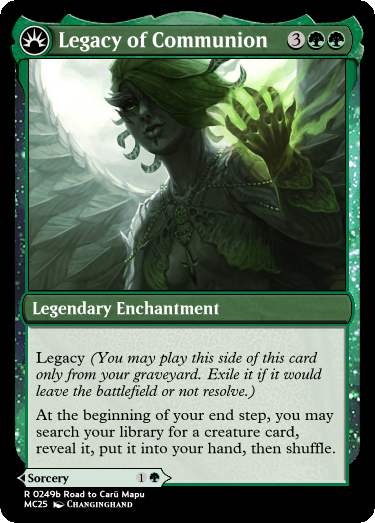 Legacy of Communion 3
Legendary Enchantment
Legacy (You may play this side of this card
only from your graveyard. Exile it if it would
leave the battlefield or not resolve.)
At the beginning of your end step, you may
search your library for a creature card,
reveal it, put it into your hand, then shuffle.
Sorcery 1
R 0249b Road to Carü Mapu
MC25 Changinghand